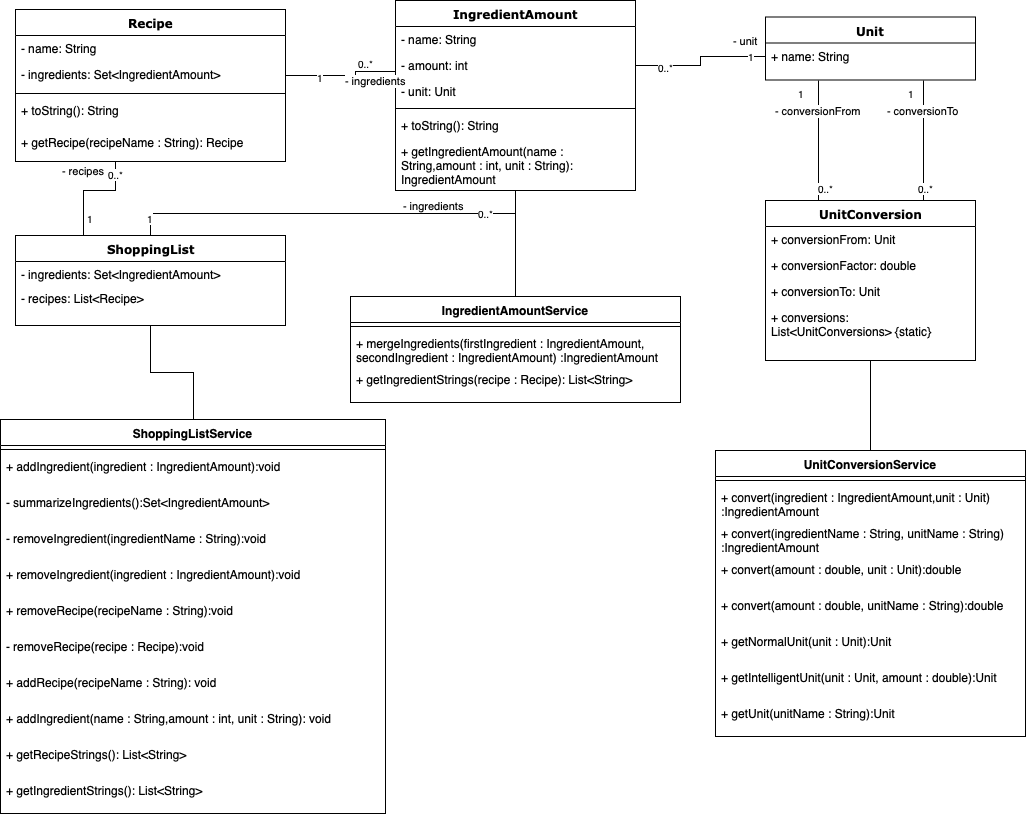 Recipe
- name: String
- ingredients: Set<IngredientAmount>
+ toString(): String
+ getRecipe(recipeName : String): Recipe
IngredientAmount
- name: String
- amount: int
- unit: Unit
+ toString(): String
+ getIngredientAmount(name :
String,amount : int, unit : String):
IngredientAmount
Unit
+ name: String
1
0..*
- ingredients
- unit
1
0..*
1
- conversionFrom
0..*
1
- conversionTo
0..*
- recipes
0..*
1
1
- ingredients
0..*
ShoppingList
- ingredients: Set<IngredientAmount>
- recipes: List<Recipe>
UnitConversion
+ conversionFrom: Unit
+ conversionFactor: double
+ conversionTo: Unit
+ conversions:
List<UnitConversions> {static}
IngredientAmountService
+ mergeIngredients(firstIngredient : IngredientAmount,
secondIngredient : IngredientAmount) :IngredientAmount
+ getIngredientStrings(recipe : Recipe): List<String>
ShoppingListService
+ addIngredient(ingredient : IngredientAmount):void
- summarizeIngredients():Set<IngredientAmount>
- removeIngredient(ingredientName : String):void
+ removeIngredient(ingredient : IngredientAmount):void
+ removeRecipe(recipeName : String):void
- removeRecipe(recipe : Recipe):void
+ addRecipe(recipeName : String): void
+ addIngredient(name : String,amount : int, unit : String): void
+ getRecipeStrings(): List<String>
+ getIngredientStrings(): List<String>
UnitConversionService
+ convert(ingredient : IngredientAmount,unit : Unit)
:IngredientAmount
+ convert(ingredientName : String, unitName : String)
:IngredientAmount
+ convert(amount : double, unit : Unit):double
+ convert(amount : double, unitName : String):double
+ getNormalUnit(unit : Unit):Unit
+ getIntelligentUnit(unit : Unit, amount : double):Unit
+ getUnit(unitName : String):Unit